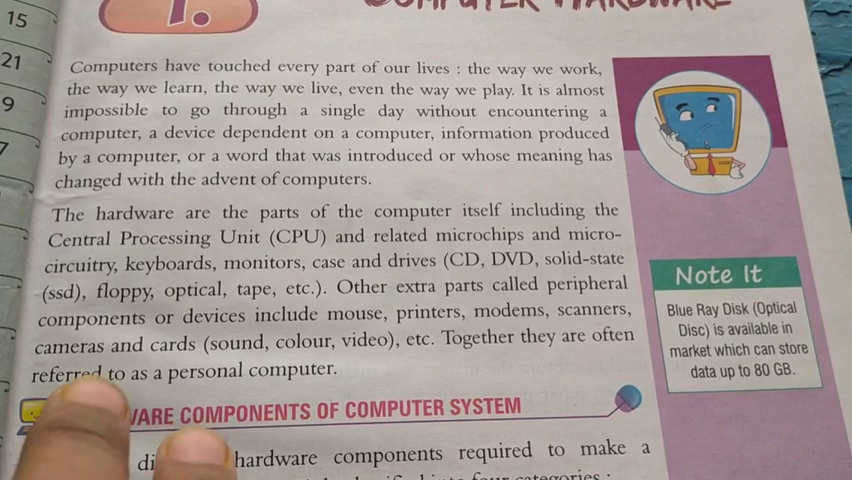 15
21
9
7
1.
COMPUTER HARDWARE
Computers have touched every part of our lives : the way we work,
the way we learn, the way we live, even the way we play. It is almost
impossible to go through a single day without encountering a
computer, a device dependent on a computer, information produced
by a computer, or a word that was introduced or whose meaning has
changed with the advent of computers.
The hardware are the parts of the computer itself including the
Central Processing Unit (CPU) and related microchips and micro-
circuitry, keyboards, monitors, case and drives (CD, DVD, solid-state
(ssd), floppy, optical, tape, etc.). Other extra parts called peripheral
components or devices include mouse, printers, modems, scanners,
cameras and cards (sound, colour, video), etc. Together they are often
referred to as a personal computer.
Note It
Blue Ray Disk (Optical
Disc) is available in
market which can store
data up to 80 GB.
WARE COMPONENTS OF COMPUTER SYSTEM
hardware components required to make a
into four categories :